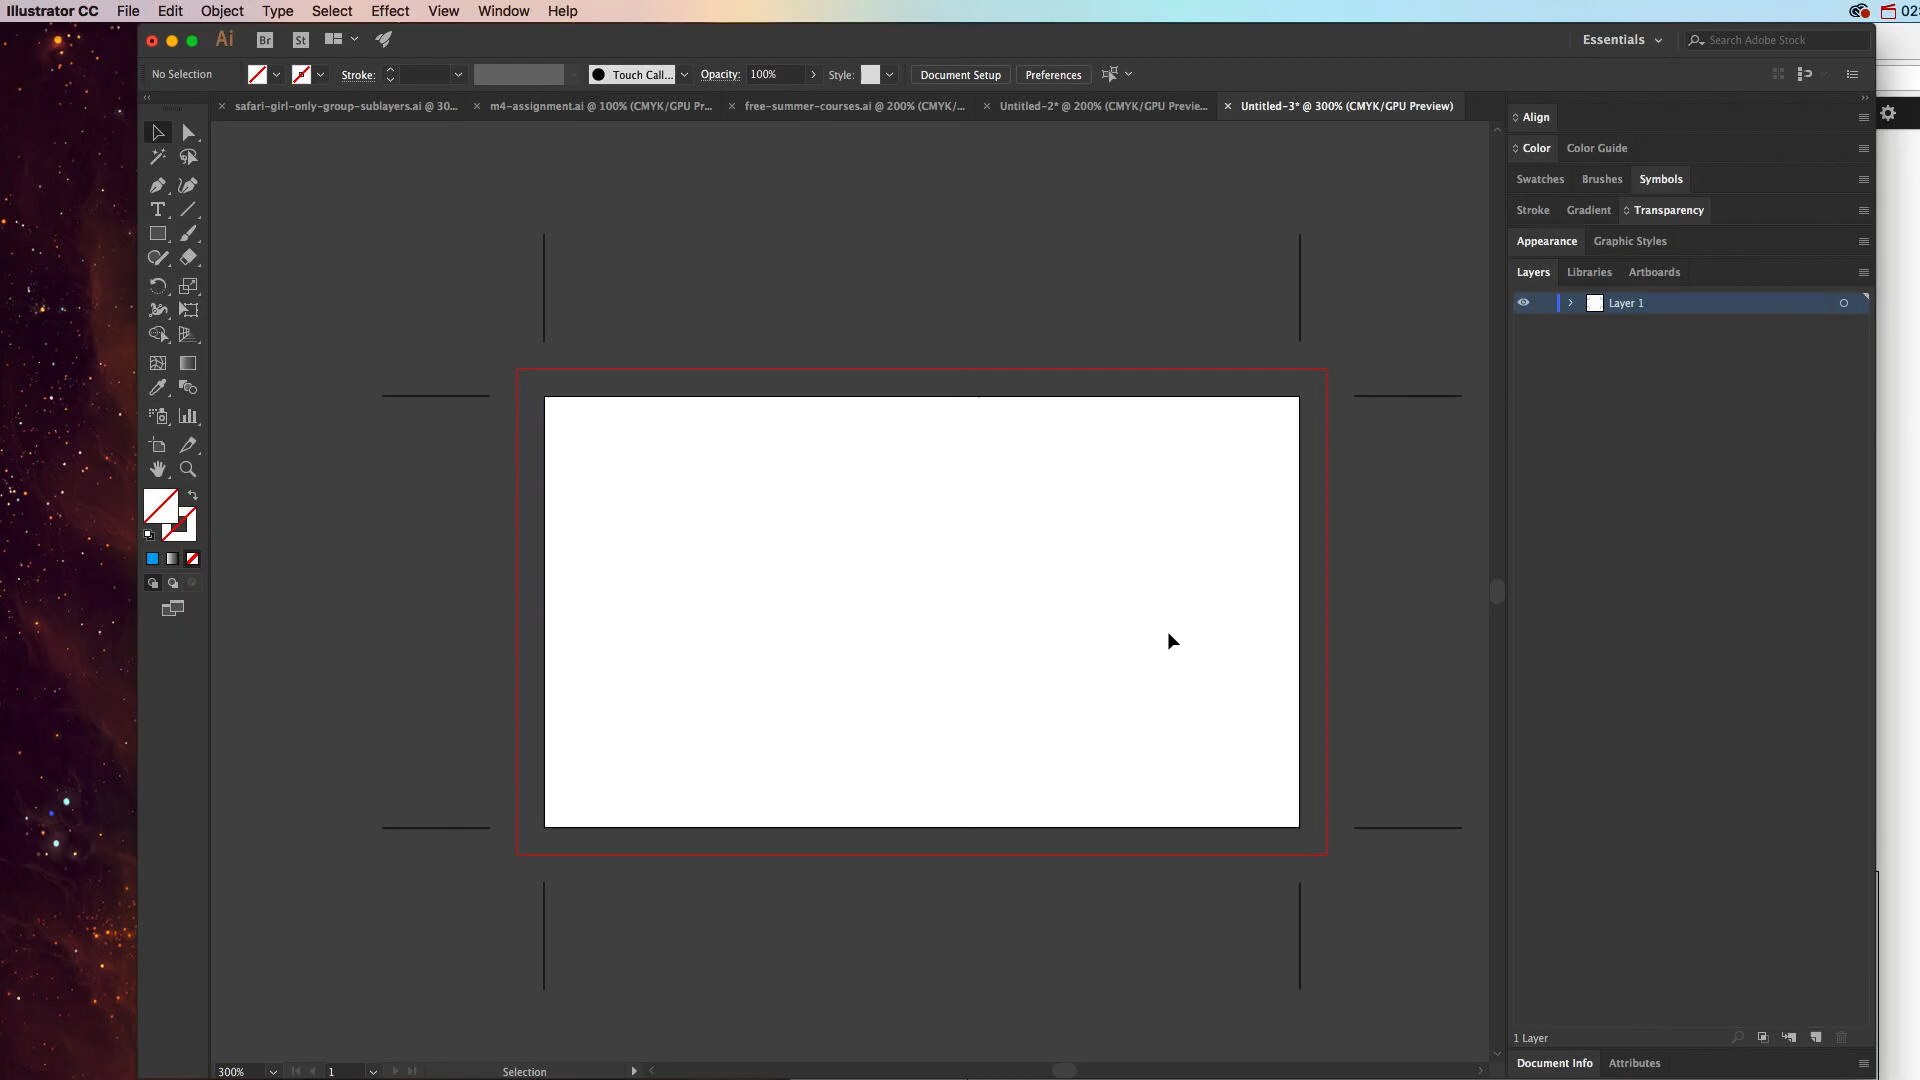 Illustrator CC File Edit Object Type Select Effect View Window Help 02:
Ai Br St Essentials Search Adobe Stock
No Selection Stroke: Touch Call... Opacity: 100% Style: Document Setup Preferences
safari-girl-only-group-sublayers.ai @ 30... m4-assignment.ai @ 100% (CMYK/GPU Pr... free-summer-courses.ai @ 200% (CMYK/... Untitled-2* @ 200% (CMYK/GPU Previe... Untitled-3* @ 300% (CMYK/GPU Preview)
Align
Color Color Guide
Swatches Brushes Symbols
Stroke Gradient Transparency
Appearance Graphic Styles
Layers Libraries Artboards
Layer 1
1 Layer
Document Info Attributes
300% 1 Selection